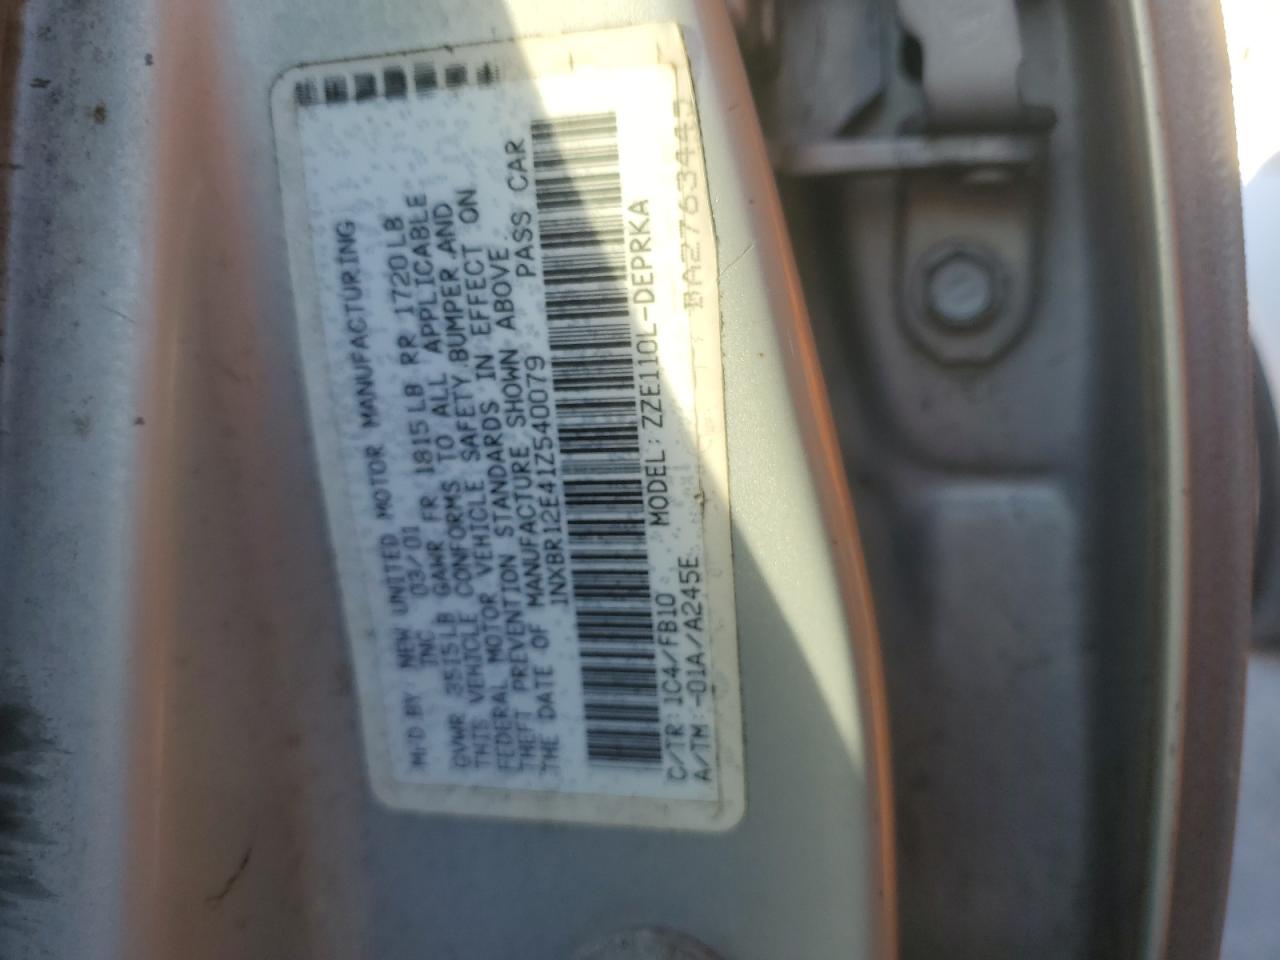 M/D BY NEW UNITED MOTOR MANUFACTURING
INC 03/01
GVWR 3515LB GAWR FR 1815LB RR 1720LB
THIS VEHICLE CONFORMS TO ALL APPLICABLE
FEDERAL MOTOR VEHICLE SAFETY,BUMPER,AND
THEFT PREVENTION STANDARDS IN EFFECT ON
THE DATE OF MANUFACTURE SHOWN ABOVE.
1NXBR12E41Z540079 PASS CAR
MODEL:ZZE110L-DEPRKA
C/TR:1C4/FB10
A/TM:-01A/A245E